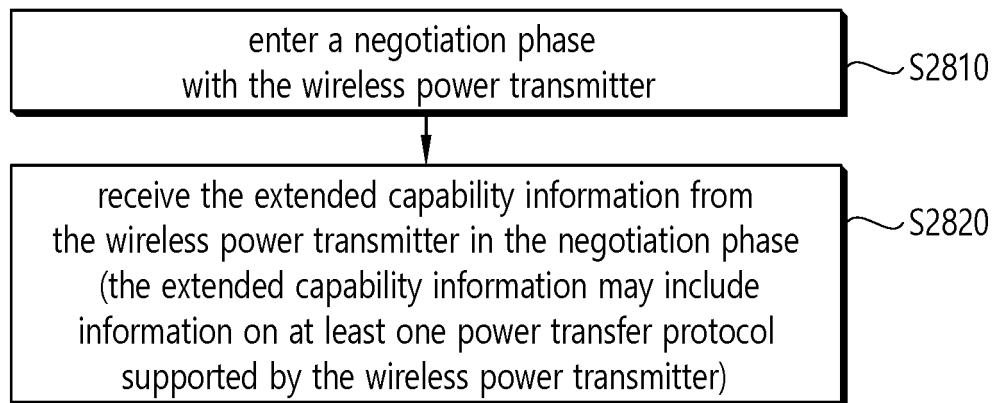 enter a negotiation phase
with the wireless power transmitter
S2810
receive the extended capability information from
the wireless power transmitter in the negotiation phase
(the extended capability information may include
information on at least one power transfer protocol
supported by the wireless power transmitter)
S2820